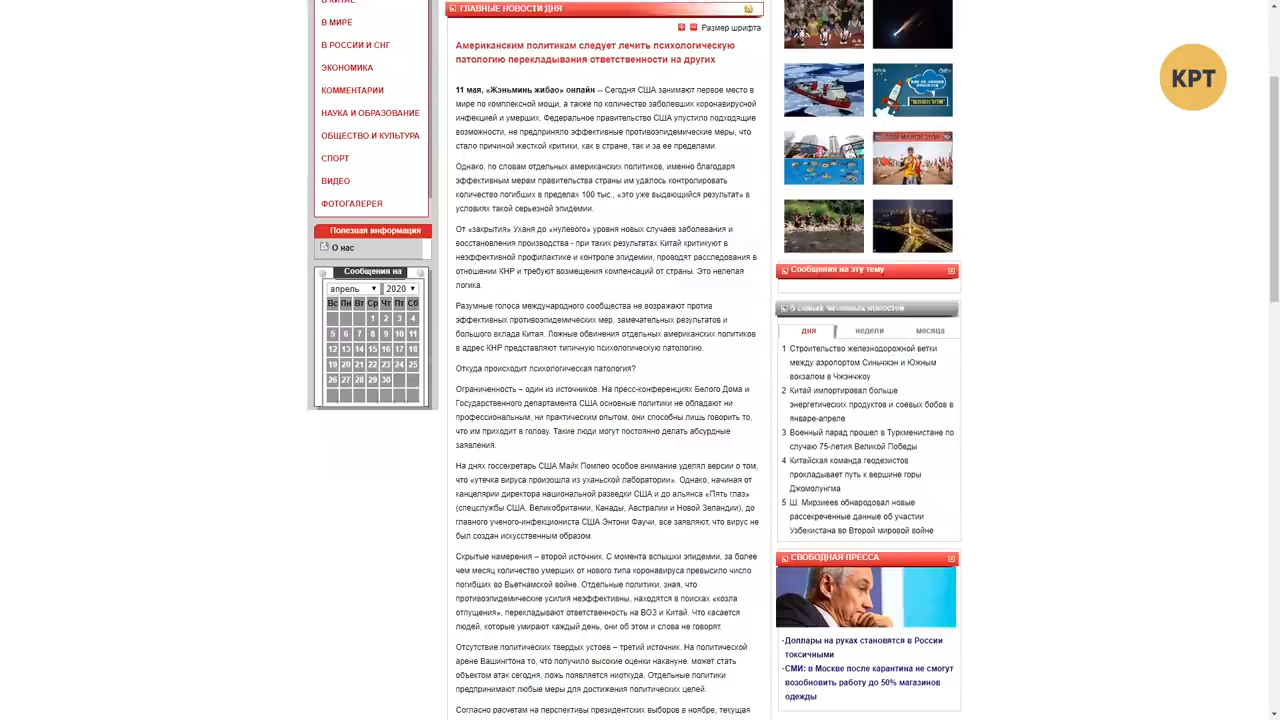 В КИТАЕ
В МИРЕ
В РОССИИ И СНГ
ЭКОНОМИКА
КОММЕНТАРИИ
НАУКА И ОБРАЗОВАНИЕ
ОБЩЕСТВО И КУЛЬТУРА
СПОРТ
ВИДЕО
ФОТОГАЛЕРЕЯ
Полезная информация
О нас
Сообщения на
апрель 2020
Вс Пн Вт Ср Чт Пт Сб
1 2 3 4
5 6 7 8 9 10 11
12 13 14 15 16 17 18
19 20 21 22 23 24 25
26 27 28 29 30
ГЛАВНЫЕ НОВОСТИ ДНЯ
Размер шрифта
Американским политикам следует лечить психологическую
патологию перекладывания ответственности на других
11 мая, «Жэньминь жибао» онлайн -- Сегодня США занимают первое место в
мире по комплексной мощи, а также по количество заболевших коронавирусной
инфекцией и умерших. Федеральное правительство США упустило подходящие
возможности, не предприняло эффективные противоэпидемические меры, что
стало причиной жесткой критики, как в стране, так и за ее пределами.
Однако, по словам отдельных американских политиков, именно благодаря
эффективным мерам правительства страны им удалось контролировать
количество погибших в пределах 100 тыс., «это уже выдающийся результат» в
условиях такой серьезной эпидемии.
От «закрытия» Уханя до «нулевого» уровня новых случаев заболевания и
восстановления производства - при таких результатах Китай критикуют в
неэффективной профилактике и контроле эпидемии, проводят расследования в
отношении КНР и требуют возмещения компенсаций от страны. Это нелепая
логика.
Разумные голоса международного сообщества не возражают против
эффективных противоэпидемических мер, замечательных результатов и
большого вклада Китая. Ложные обвинения отдельных американских политиков
в адрес КНР представляют типичную психологическую патологию.
Откуда происходит психологическая патология?
Ограниченность – один из источников. На пресс-конференциях Белого Дома и
Государственного департамента США основные политики не обладают ни
профессиональным, ни практическим опытом, они способны лишь говорить то,
что им приходит в голову. Такие люди могут постоянно делать абсурдные
заявления.
На днях госсекретарь США Майк Помпео особое внимание уделял версии о том,
что «утечка вируса произошла из уханьской лаборатории». Однако, начиная от
канцелярии директора национальной разведки США и до альянса «Пять глаз»
(спецслужбы США, Великобритании, Канады, Австралии и Новой Зеландии), до
главного ученого-инфекциониста США Энтони Фаучи, все заявляют, что вирус не
был создан искусственным образом.
Скрытые намерения – второй источник. С момента вспышки эпидемии, за более
чем месяц количество умерших от нового типа коронавируса превысило число
погибших во Вьетнамской войне. Отдельные политики, зная, что
противоэпидемические усилия неэффективны, находятся в поисках «козла
отпущения», перекладывают ответственность на ВОЗ и Китай. Что касается
людей, которые умирают каждый день, они об этом и слова не говорят.
Отсутствие политических твердых устоев – третий источник. На политической
арене Вашингтона то, что получило высокие оценки накануне, может стать
объектом атак сегодня, ложь появляется ниоткуда. Отдельные политики
предпринимают любые меры для достижения политических целей.
Согласно расчетам на перспективы президентских выборов в ноябре, текущая
Сообщения на эту тему
5 самых читаемых новостей
дня недели месяца
1 Строительство железнодорожной ветки
между аэропортом Синьчжэн и Южным
вокзалом в Чжэнчжоу
2 Китай импортировал больше
энергетических продуктов и соевых бобов в
январе-апреле
3 Военный парад прошел в Туркменистане по
случаю 75-летия Великой Победы
4 Китайская команда геодезистов
прокладывает путь к вершине горы
Джомолунгма
5 Ш. Мирзиеев обнародовал новые
рассекреченные данные об участии
Узбекистана во Второй мировой войне
СВОБОДНАЯ ПРЕССА
-Доллары на руках становятся в России
токсичными
-СМИ: в Москве после карантина не смогут
возобновить работу до 50% магазинов
одежды
КРТ